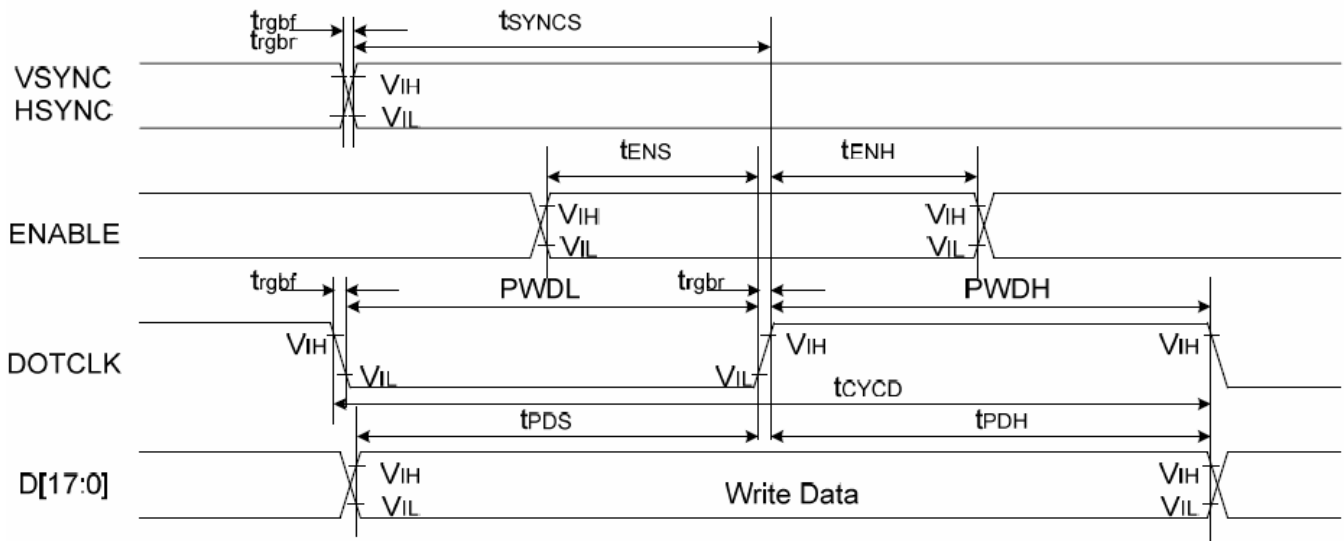 trgbf
trgbr
tSYNCS
VSYNC
HSYNC
VIH
VIL
tENS
tENH
ENABLE
VIH
VIL
VIH
VIL
trgbf
PWDL
trgbr
PWDH
DOTCLK
VIH
VIL
VIL
VIH
VIH
tCYCD
tPDS
tPDH
D[17:0]
VIH
VIL
Write Data
VIH
VIL